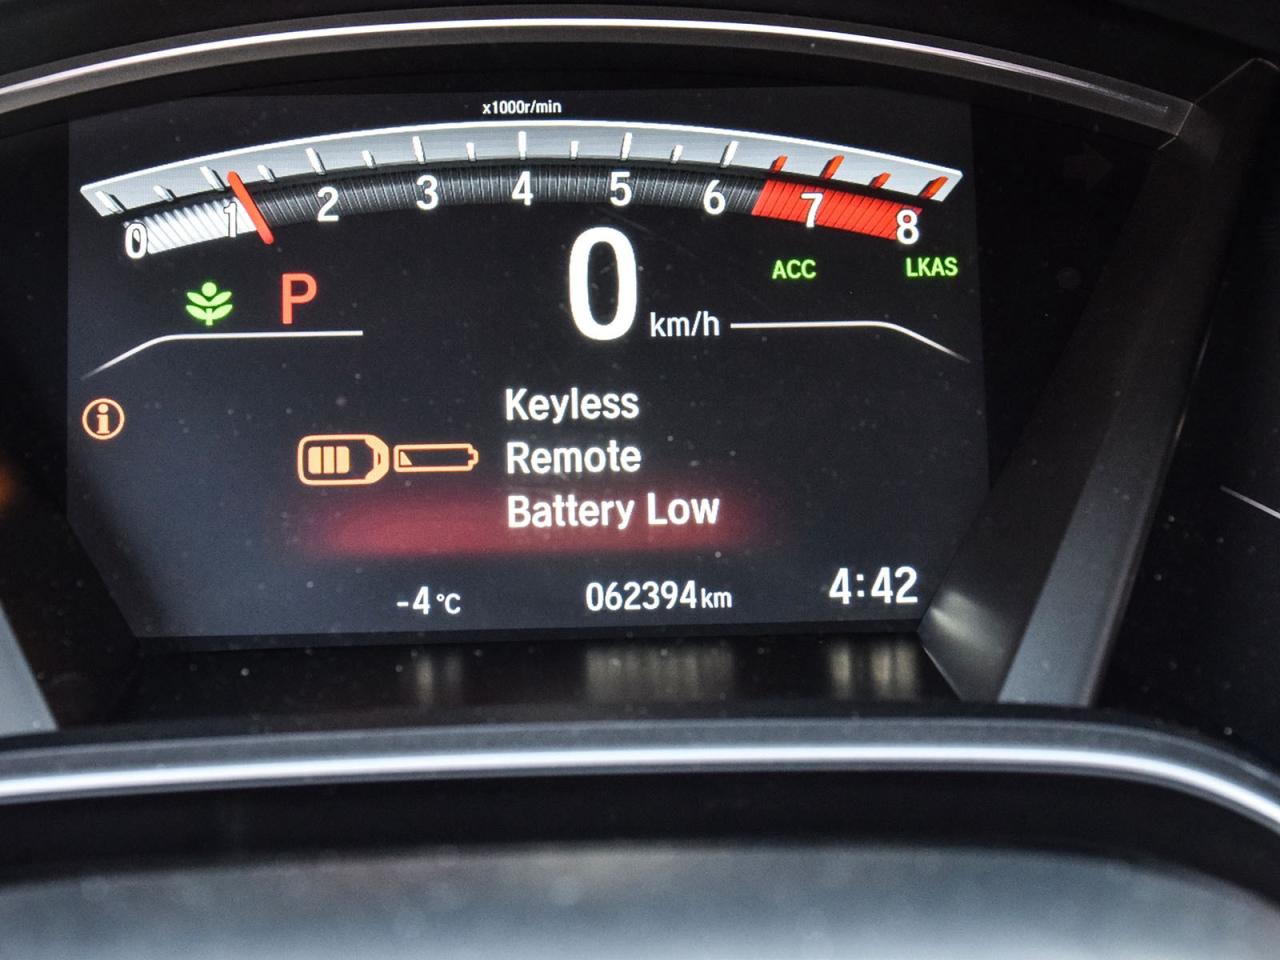 x1000r/min
0 1 2 3 4 5 6 7 8
P
0 km/h
ACC
LKAS
Keyless
Remote
Battery Low
-4°C
062394km
4:42